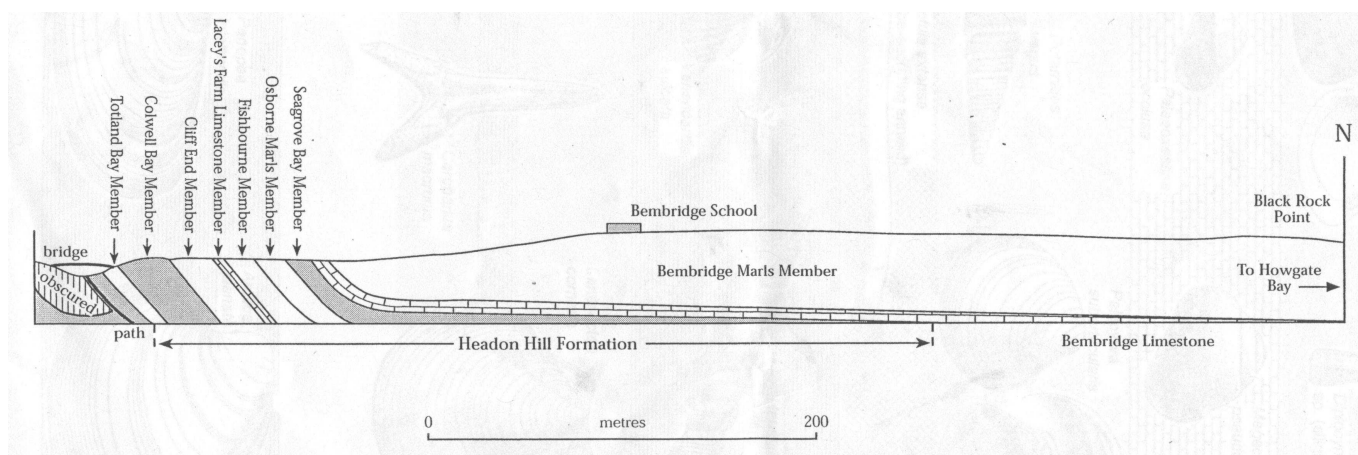 Totland Bay Member
Colwell Bay Member
Cliff End Member
Lacey's Farm Limestone Member
Fishbourne Member
Osborne Marls Member
Seagrove Bay Member
N
Bembridge School
Black Rock
Point
bridge
obscured
Bembridge Marls Member
To Howgate
Bay
path
Headon Hill Formation
Bembridge Limestone
0 metres 200